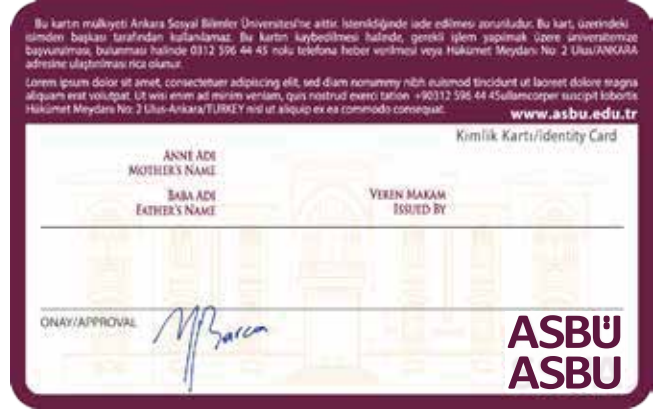 Bu kartın mülkiyeti Ankara Sosyal Bilimler Üniversitesi'ne aittir. İstenildiğinde iade edilmesi zorunludur. Bu kart, üzerindeki
isimden başkası tarafından kullanılamaz. Bu kartın kaybedilmesi halinde, gerekli işlem yapılmak üzere üniversitemize
başvurulması, bulunması halinde 0312 596 44 45 nolu telefona heber verilmesi veya Hükümet Meydanı No: 2 Ulus/ANKARA
adresine ulaştırılması rica olunur.
Lorem ipsum dolor sit amet, consectetuer adipiscing elit, sed diam nonummy nibh euismod tincidunt ut laoreet dolore magna
aliquam erat volutpat. Ut wisi enim ad minim veniam, quis nostrud exerci tation +90312 596 44 45ullamcorper suscipit lobortis
Hükümet Meydanı No: 2 Ulus-Ankara/TURKEY nisl ut aliquip ex ea commodo consequat.
www.asbu.edu.tr
Kimlik Kartı/Identity Card
ANNE ADI
MOTHER'S NAME
BABA ADI
FATHER'S NAME
VEREN MAKAM
ISSUED BY
ONAY/APPROVAL
ASBÜ
ASBU